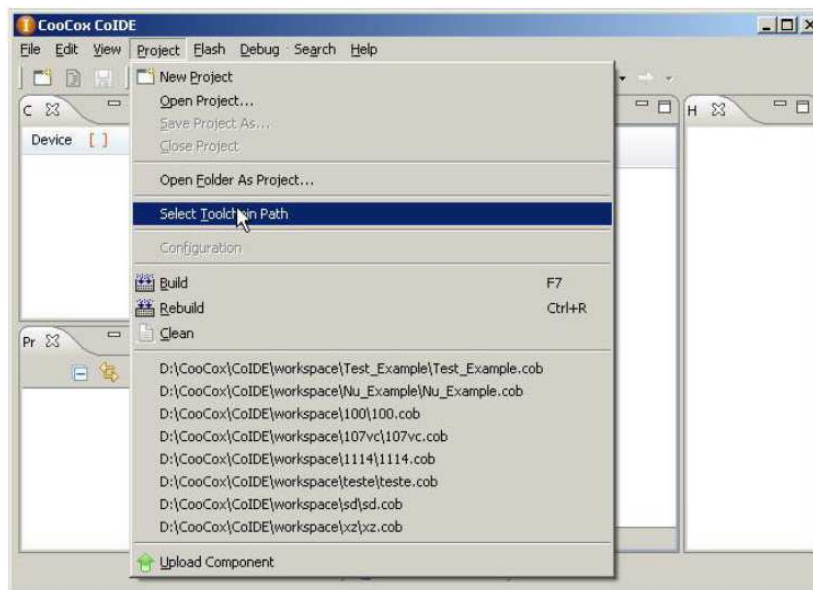 CooCox CoIDE
File Edit View Project Flash Debug Search Help
New Project
Open Project...
Save Project As...
Close Project
Open Folder As Project...
Select Toolchain Path
Configuration
Build F7
Rebuild Ctrl+R
Clean
D:\CooCox\CoIDE\workspace\Test_Example\Test_Example.cob
D:\CooCox\CoIDE\workspace\Nu_Example\Nu_Example.cob
D:\CooCox\CoIDE\workspace\100\100.cob
D:\CooCox\CoIDE\workspace\107vc\107vc.cob
D:\CooCox\CoIDE\workspace\1114\1114.cob
D:\CooCox\CoIDE\workspace\teste\teste.cob
D:\CooCox\CoIDE\workspace\sd\sd.cob
D:\CooCox\CoIDE\workspace\xz\xz.cob
Upload Component
C
Device [ ]
Pr
H